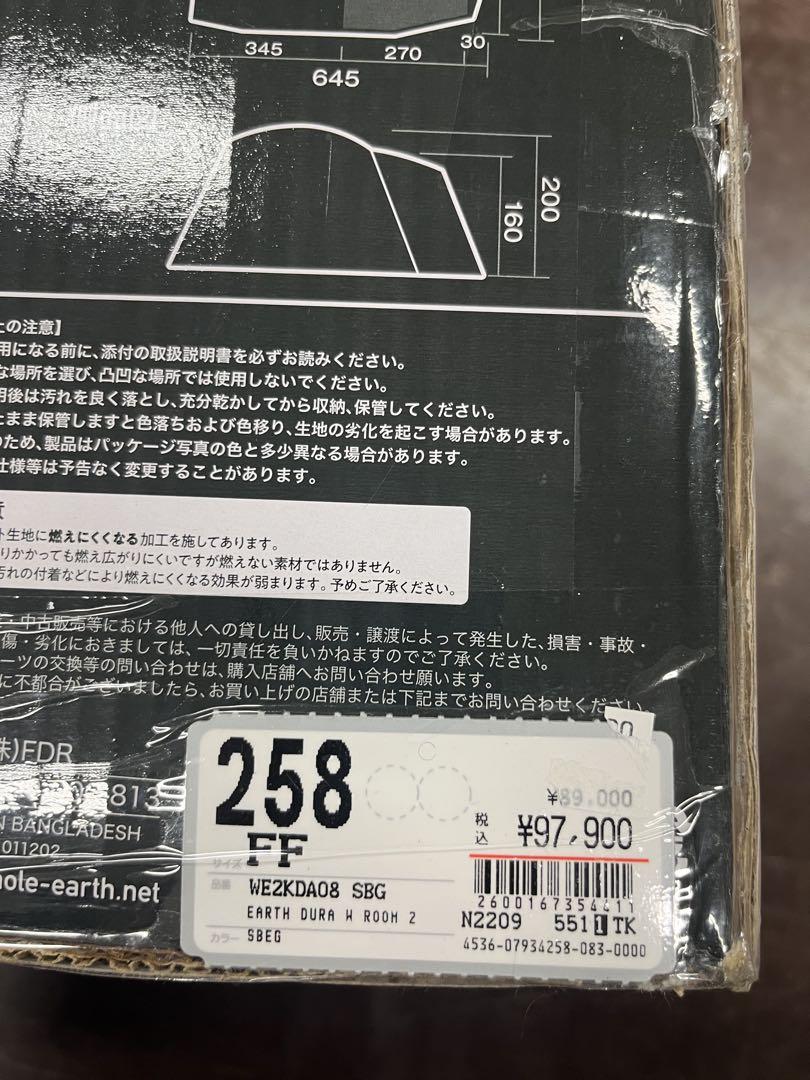 345
270
30
645
200
160
の注意】
用になる前に、添付の取扱説明書を必ずお読みください。
な場所を選び、凸凹な場所では使用しないでください。
後は汚れを良く落とし、充分乾かしてから収納、保管してください。
まま保管しますと色落ちおよび色移り、生地の劣化を起こす場合があります。
のため、製品はパッケージ写真の色と多少異なる場合があります。
仕様等は予告なく変更することがあります。
生地に燃えにくくなる加工を施してあります。
りかかっても燃え広がりにくいですが燃えない素材ではありません。
汚れの付着などにより燃えにくくなる効果が弱まります。予めご了承ください。
・中古販売等における他人への貸し出し、販売・譲渡によって発生した、損害・事故・
傷・劣化におきましては、一切責任を負いかねますのでご了承ください。
ーツの交換等の問い合わせは、購入店舗へお問い合わせ願います。
に不都合がございましたら、お買い上げの店舗または下記までお問い合わせください
株)FDR
813
N BANGLADESH
011202
ole-earth.net
258
FF
サイズ
¥89,000
税込 ¥97,900
品番 WE2KDA08 SBG
EARTH DURA W ROOM 2
カラー SBEG
2600167354411
N2209 551 1 TK
4536-07934258-083-0000